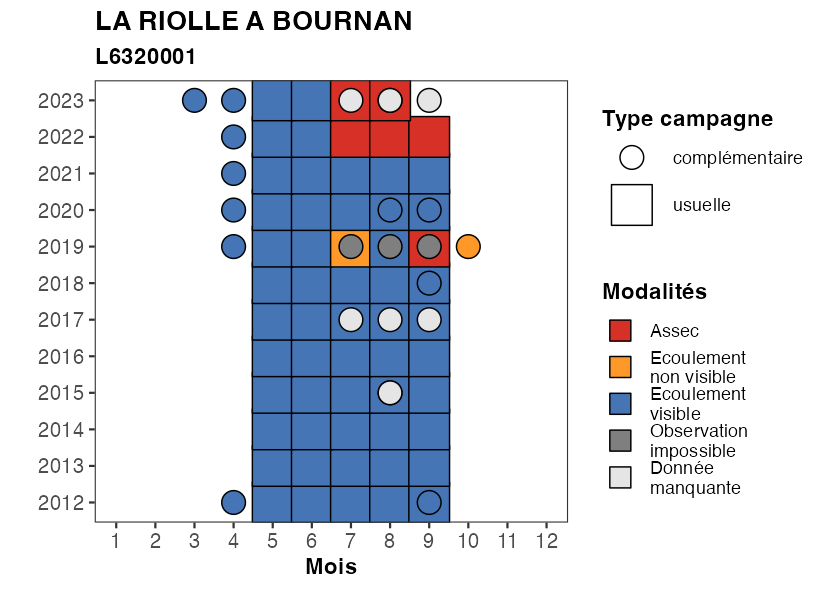 LA RIOLLE A BOURNAN
L6320001
2023
2022
2021
2020
2019
2018
2017
2016
2015
2014
2013
2012
1 2 3 4 5 6 7 8 9 10 11 12
Mois
Type campagne
complémentaire
usuelle
Modalités
Assec
Ecoulement
non visible
Ecoulement
visible
Observation
impossible
Donnée
manquante